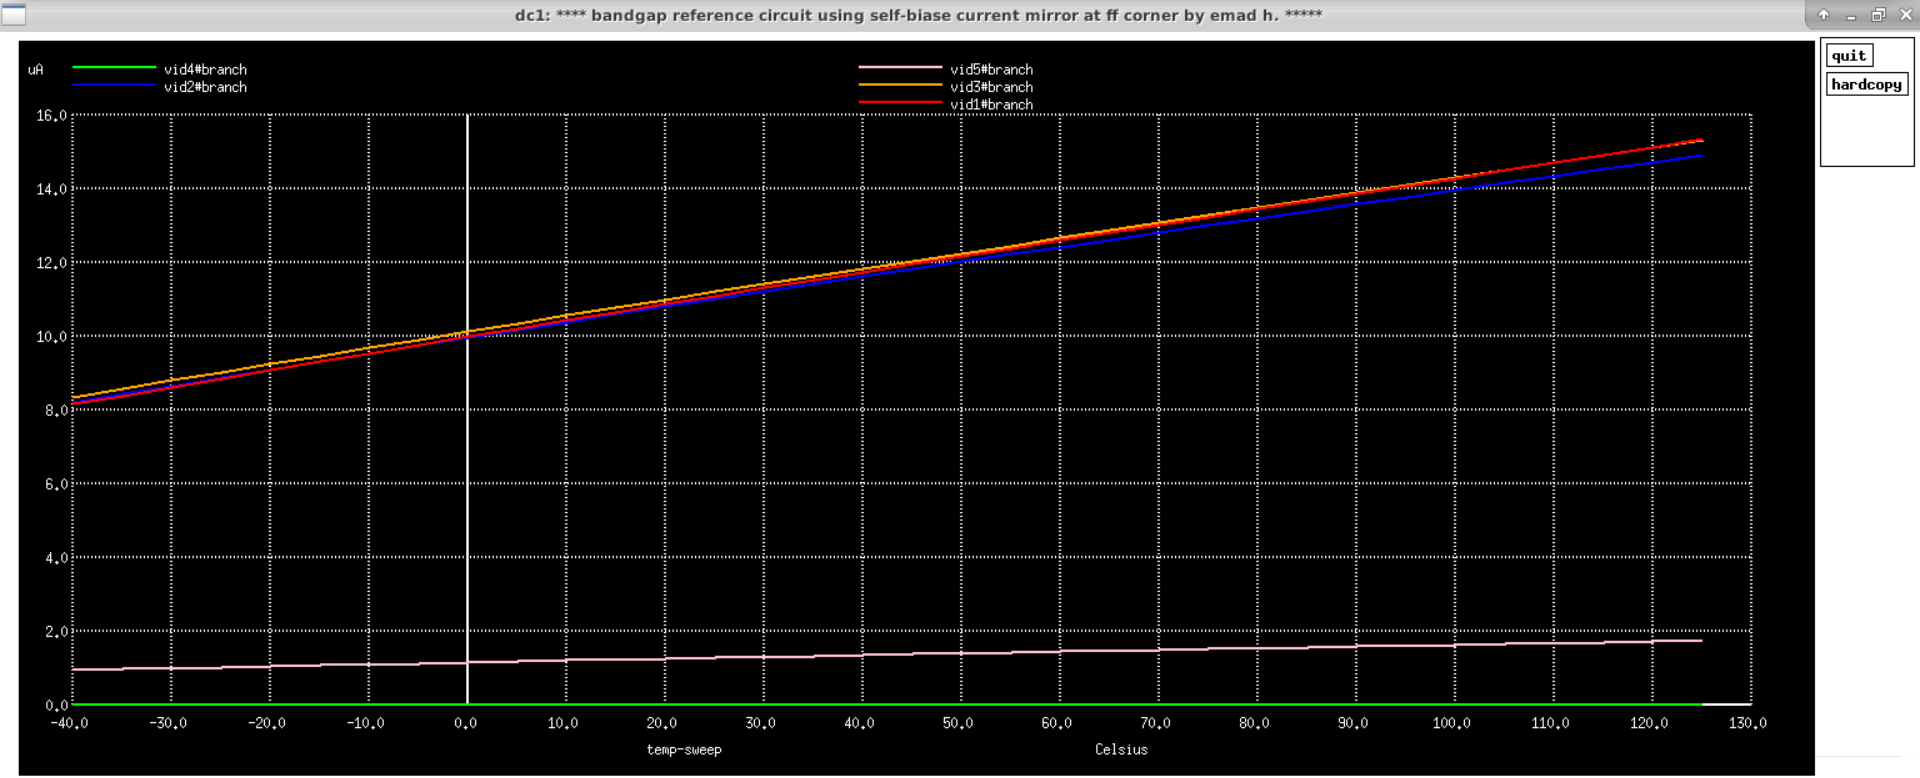 dc1: **** bandgap reference circuit using self-biase current mirror at ff corner by emad h. *****
quit
hardcopy
uA
vid4#branch
vid2#branch
vid5#branch
vid3#branch
vid1#branch
16.0
14.0
12.0
10.0
8.0
6.0
4.0
2.0
0.0
-40.0 -30.0 -20.0 -10.0 0.0 10.0 20.0 30.0 40.0 50.0 60.0 70.0 80.0 90.0 100.0 110.0 120.0 130.0
temp-sweep Celsius